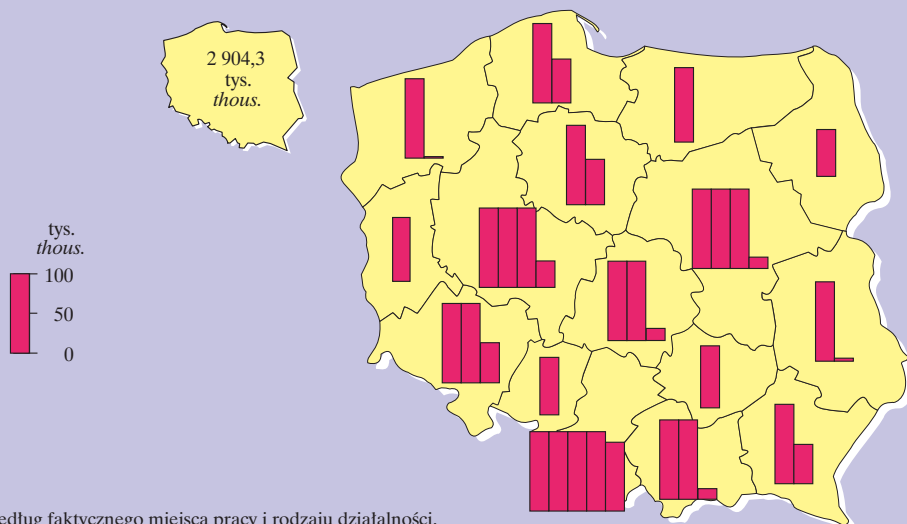 2 904,3
tys.
thous.
tys.
thous.
100
50
0
edług faktycznego miejsca pracy i rodzaju działalności.